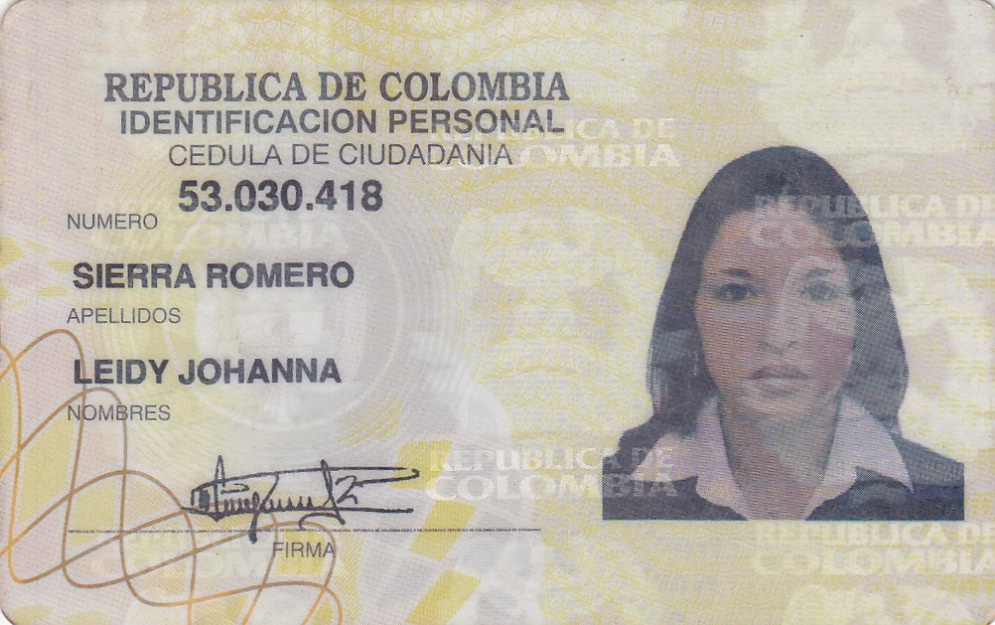 REPUBLICA DE COLOMBIA
IDENTIFICACION PERSONAL
CEDULA DE CIUDADANIA
53.030.418
NUMERO
SIERRA ROMERO
APELLIDOS
LEIDY JOHANNA
NOMBRES
FIRMA
REPUBLICA DE
COLOMBIA
REPUBLICA DE
COLOMBIA
REPUBLICA DE
COLOMBIA
REPUBLICA DE
COLOMBIA